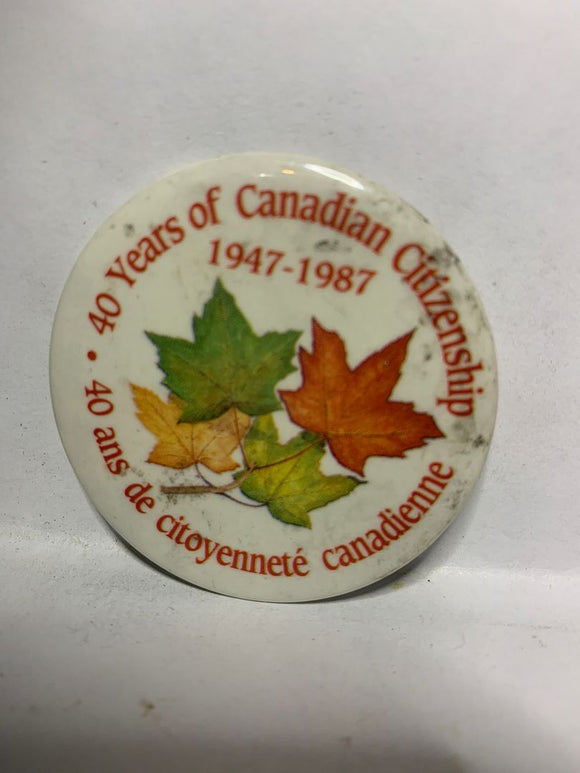 40 Years of Canadian Citizenship
1947-1987
• 40 ans de citoyenneté canadienne